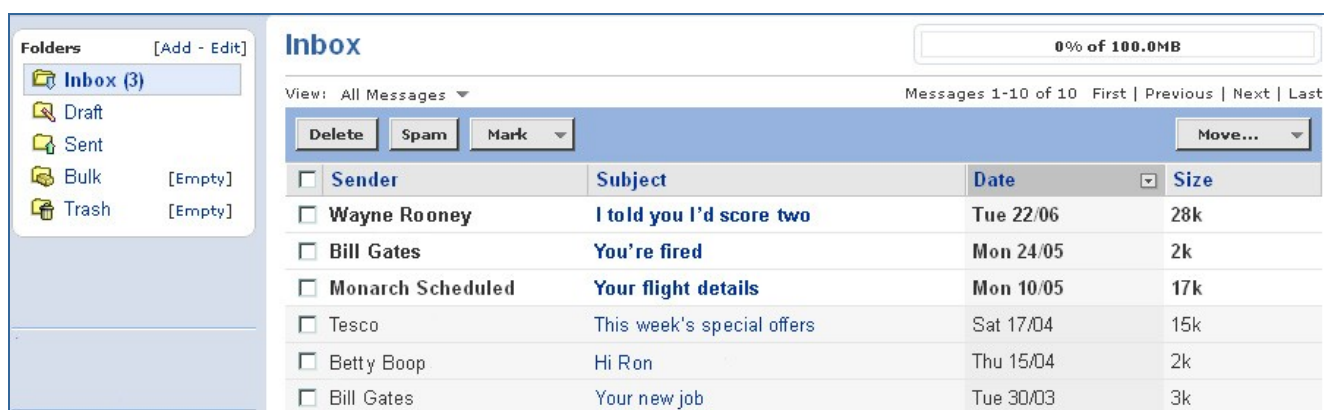 Folders [Add - Edit]
Inbox (3)
Draft
Sent
Bulk [Empty]
Trash [Empty]
Inbox
0% of 100.0MB
View: All Messages
Messages 1-10 of 10 First | Previous | Next | Last
Delete Spam Mark Move...
Sender Subject Date Size
Wayne Rooney I told you I'd score two Tue 22/06 28k
Bill Gates You're fired Mon 24/05 2k
Monarch Scheduled Your flight details Mon 10/05 17k
Tesco This week's special offers Sat 17/04 15k
Betty Boop Hi Ron Thu 15/04 2k
Bill Gates Your new job Tue 30/03 3k